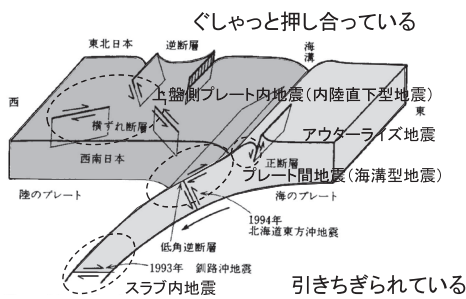 ぐしゃっと押し合っている
東北日本
逆断層
海溝
西
上盤側プレート内地震(内陸直下型地震)
東
横ずれ断層
アウターライズ地震
西南日本
正断層
プレート間地震(海溝型地震)
陸のプレート
海のプレート
1994年
北海道東方沖地震
低角逆断層
1993年 釧路沖地震
スラブ内地震
引きちぎられている